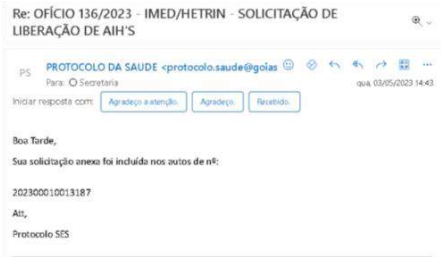 Re: OFÍCIO 136/2023 - IMED/HETRIN - SOLICITAÇÃO DE
LIBERAÇÃO DE AIH'S
PS
PROTOCOLO DA SAUDE <protocolo.saude@goias
Para: Secretaria
qua, 03/05/2023 14:43
Iniciar resposta com: Agradeço a atenção. Agradeço. Recebido.
Boa Tarde,
Sua solicitação anexa foi incluída nos autos de nº:
202300010013187
Att,
Protocolo SES